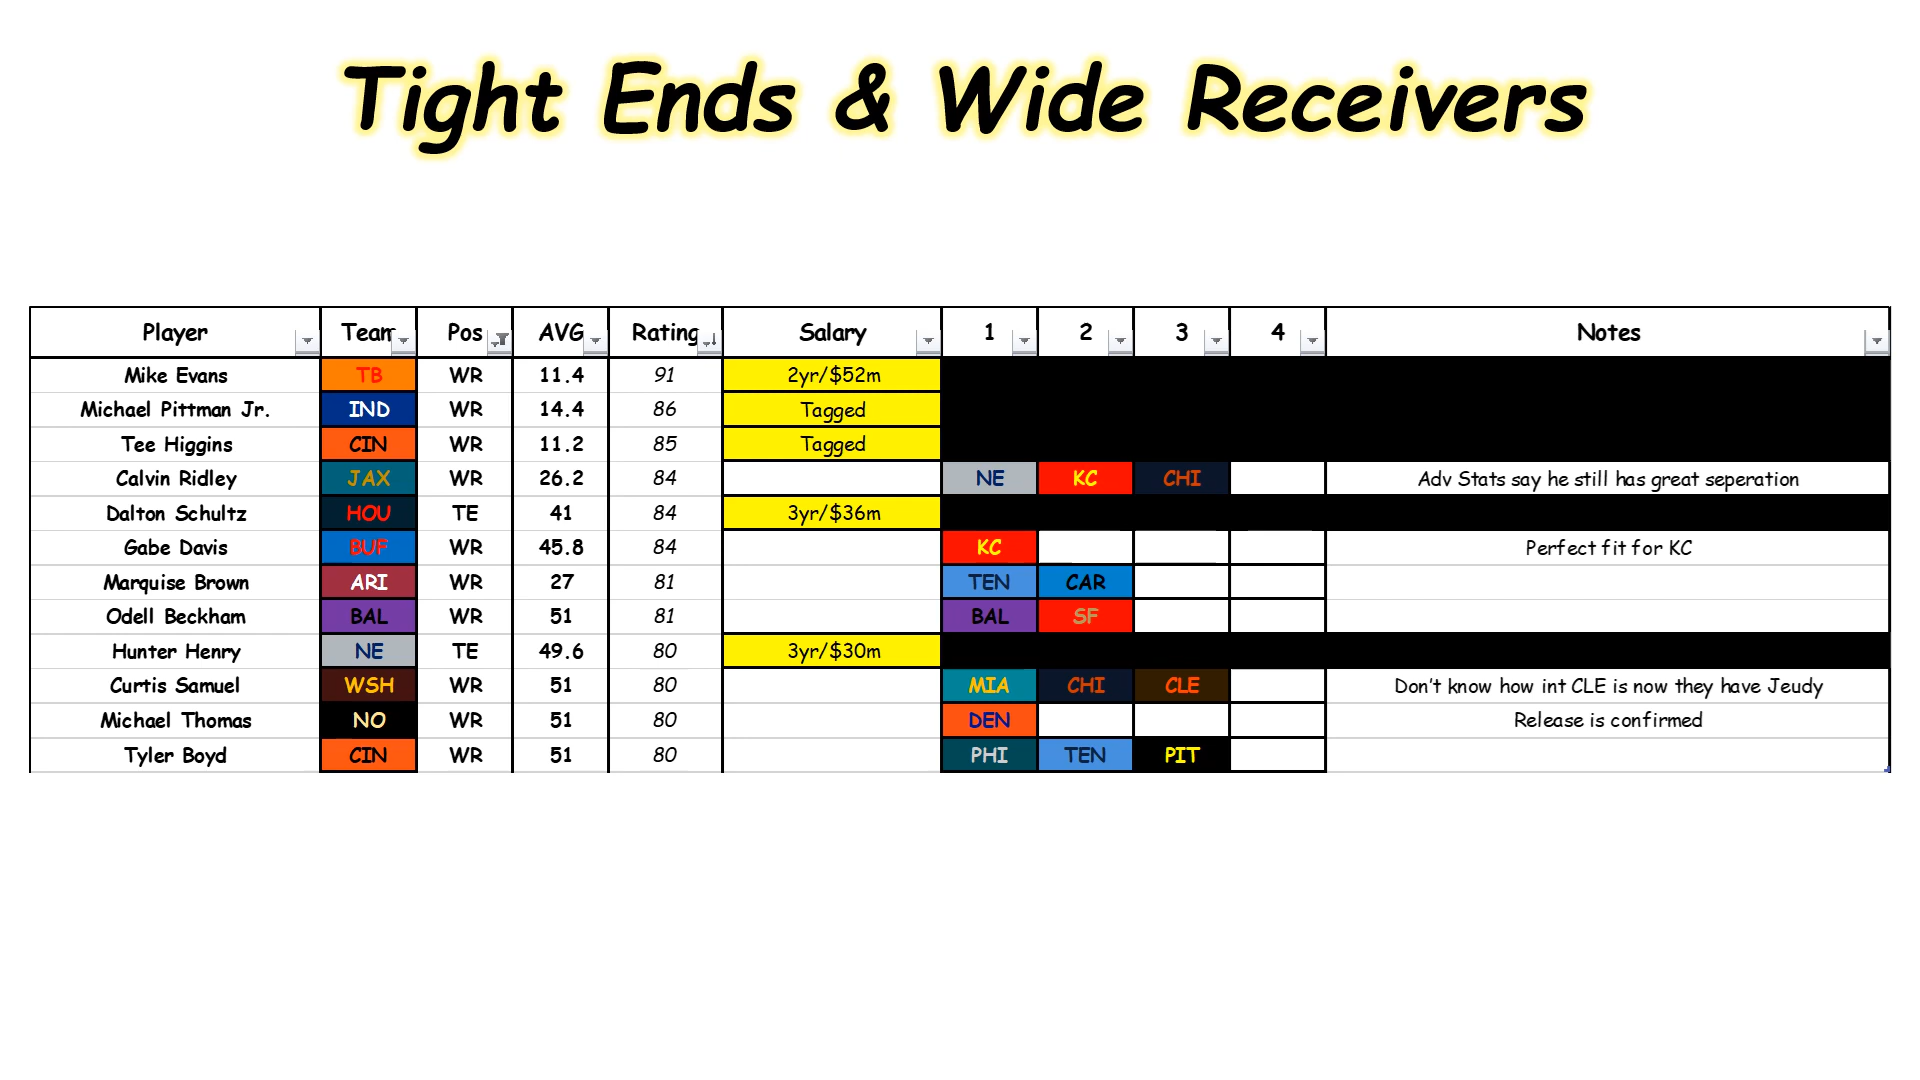 Tight Ends & Wide Receivers
Player Team Pos AVG Rating Salary 1 2 3 4 Notes
Mike Evans TB WR 11.4 91 2yr/$52m
Michael Pittman Jr. IND WR 14.4 86 Tagged
Tee Higgins CIN WR 11.2 85 Tagged
Calvin Ridley JAX WR 26.2 84 NE KC CHI Adv Stats say he still has great seperation
Dalton Schultz HOU TE 41 84 3yr/$36m
Gabe Davis BUF WR 45.8 84 KC Perfect fit for KC
Marquise Brown ARI WR 27 81 TEN CAR
Odell Beckham BAL WR 51 81 BAL SF
Hunter Henry NE TE 49.6 80 3yr/$30m
Curtis Samuel WSH WR 51 80 MIA CHI CLE Don't know how int CLE is now they have Jeudy
Michael Thomas NO WR 51 80 DEN Release is confirmed
Tyler Boyd CIN WR 51 80 PHI TEN PIT